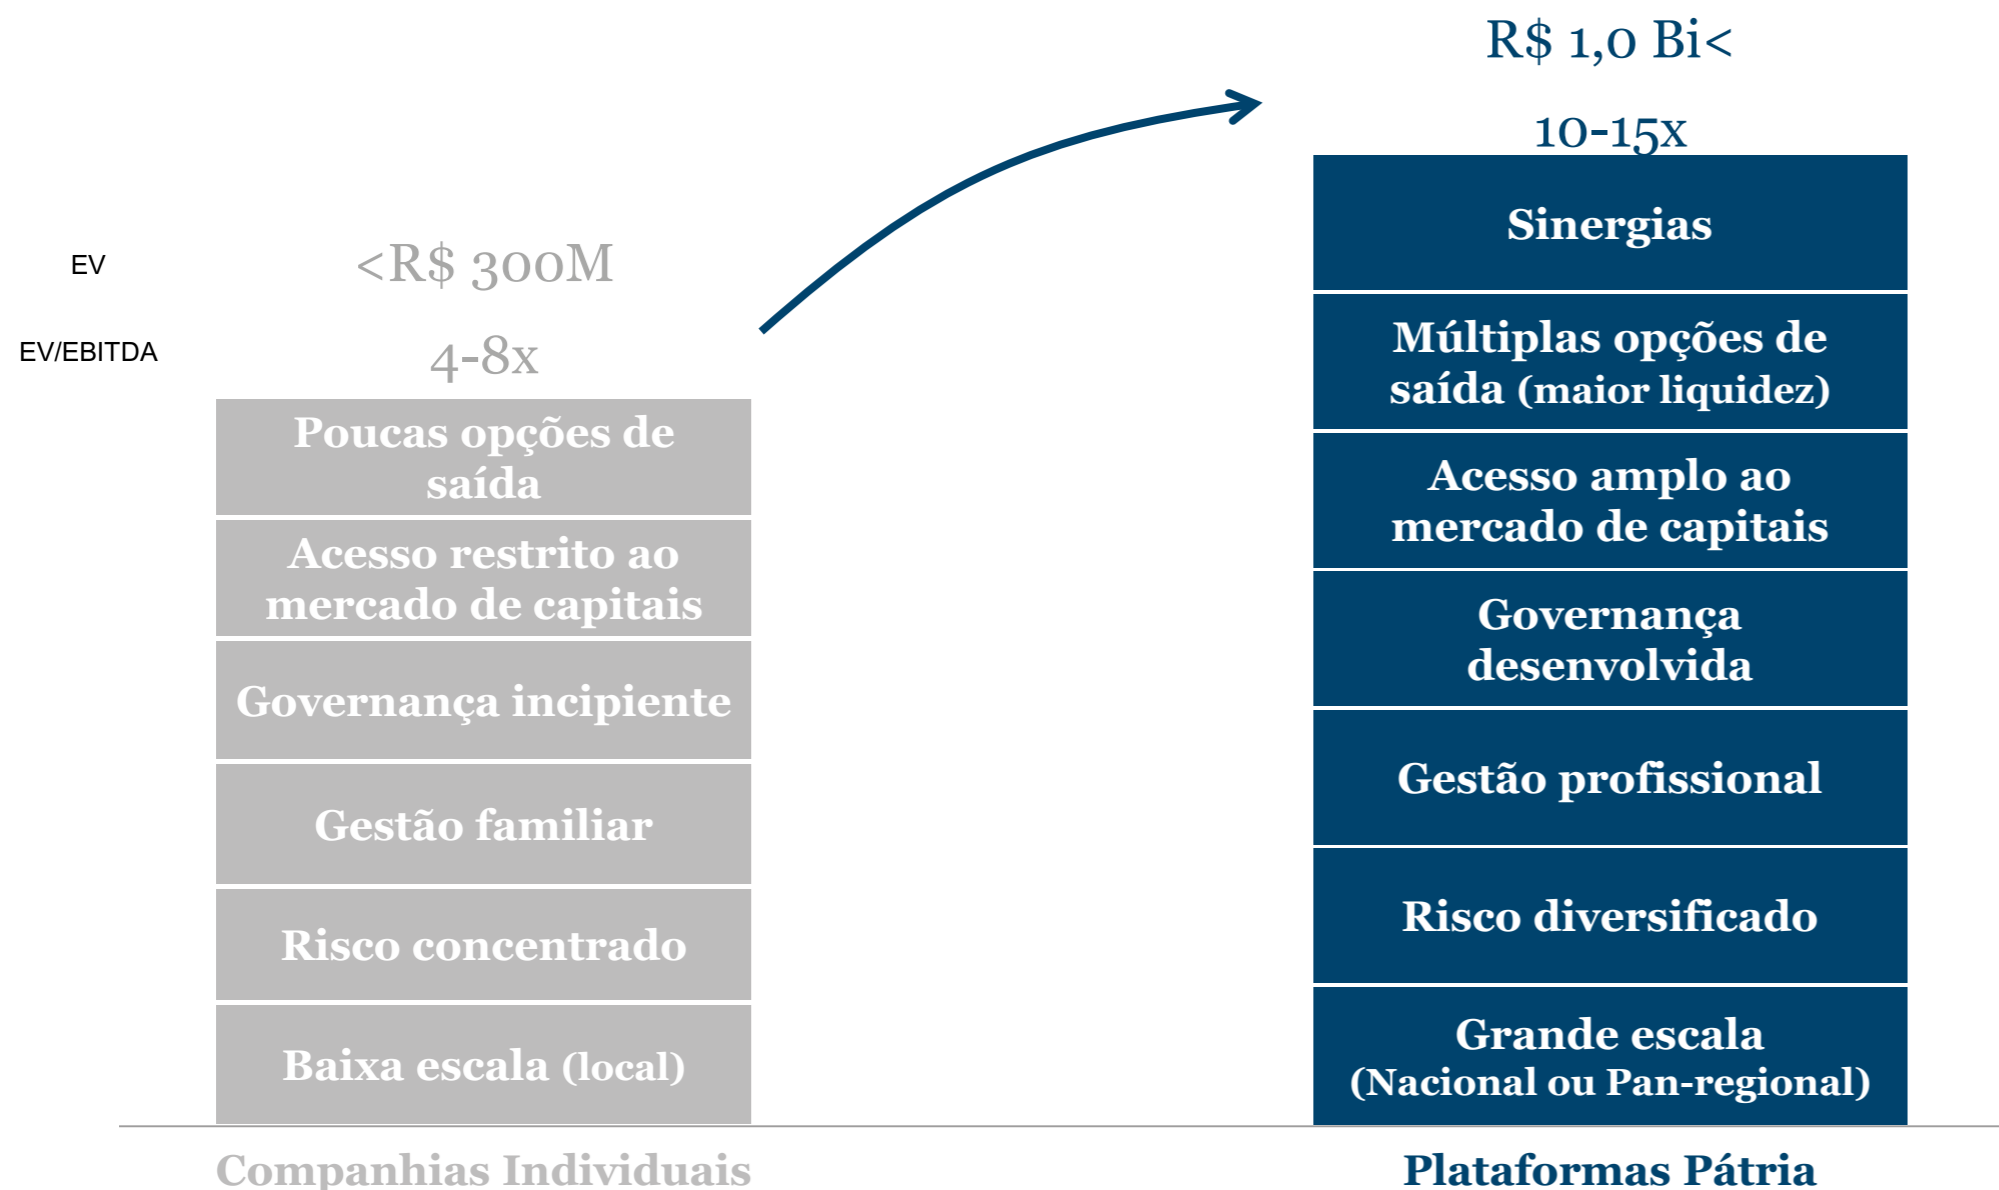 EV
<R$ 300M
EV/EBITDA
4-8x
Poucas opções de
saída
Acesso restrito ao
mercado de capitais
Governança incipiente
Gestão familiar
Risco concentrado
Baixa escala (local)
Companhias Individuais
R$ 1,0 Bi<
10-15x
Sinergias
Múltiplas opções de
saída (maior liquidez)
Acesso amplo ao
mercado de capitais
Governança
desenvolvida
Gestão profissional
Risco diversificado
Grande escala
(Nacional ou Pan-regional)
Plataformas Pátria